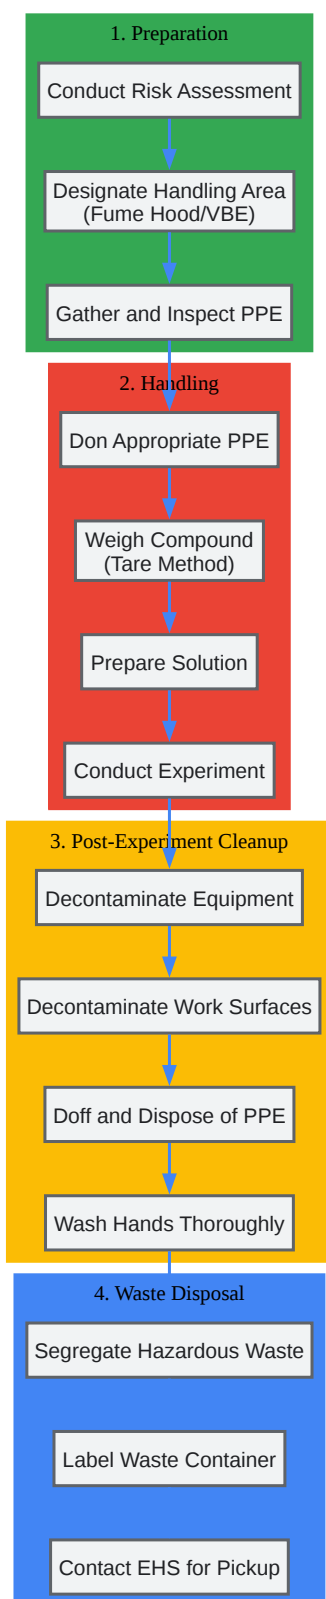 1. Preparation
Conduct Risk Assessment
Designate Handling Area
(Fume Hood/VBE)
Gather and Inspect PPE
2. Handling
Don Appropriate PPE
Weigh Compound
(Tare Method)
Prepare Solution
Conduct Experiment
3. Post-Experiment Cleanup
Decontaminate Equipment
Decontaminate Work Surfaces
Doff and Dispose of PPE
Wash Hands Thoroughly
4. Waste Disposal
Segregate Hazardous Waste
Label Waste Container
Contact EHS for Pickup